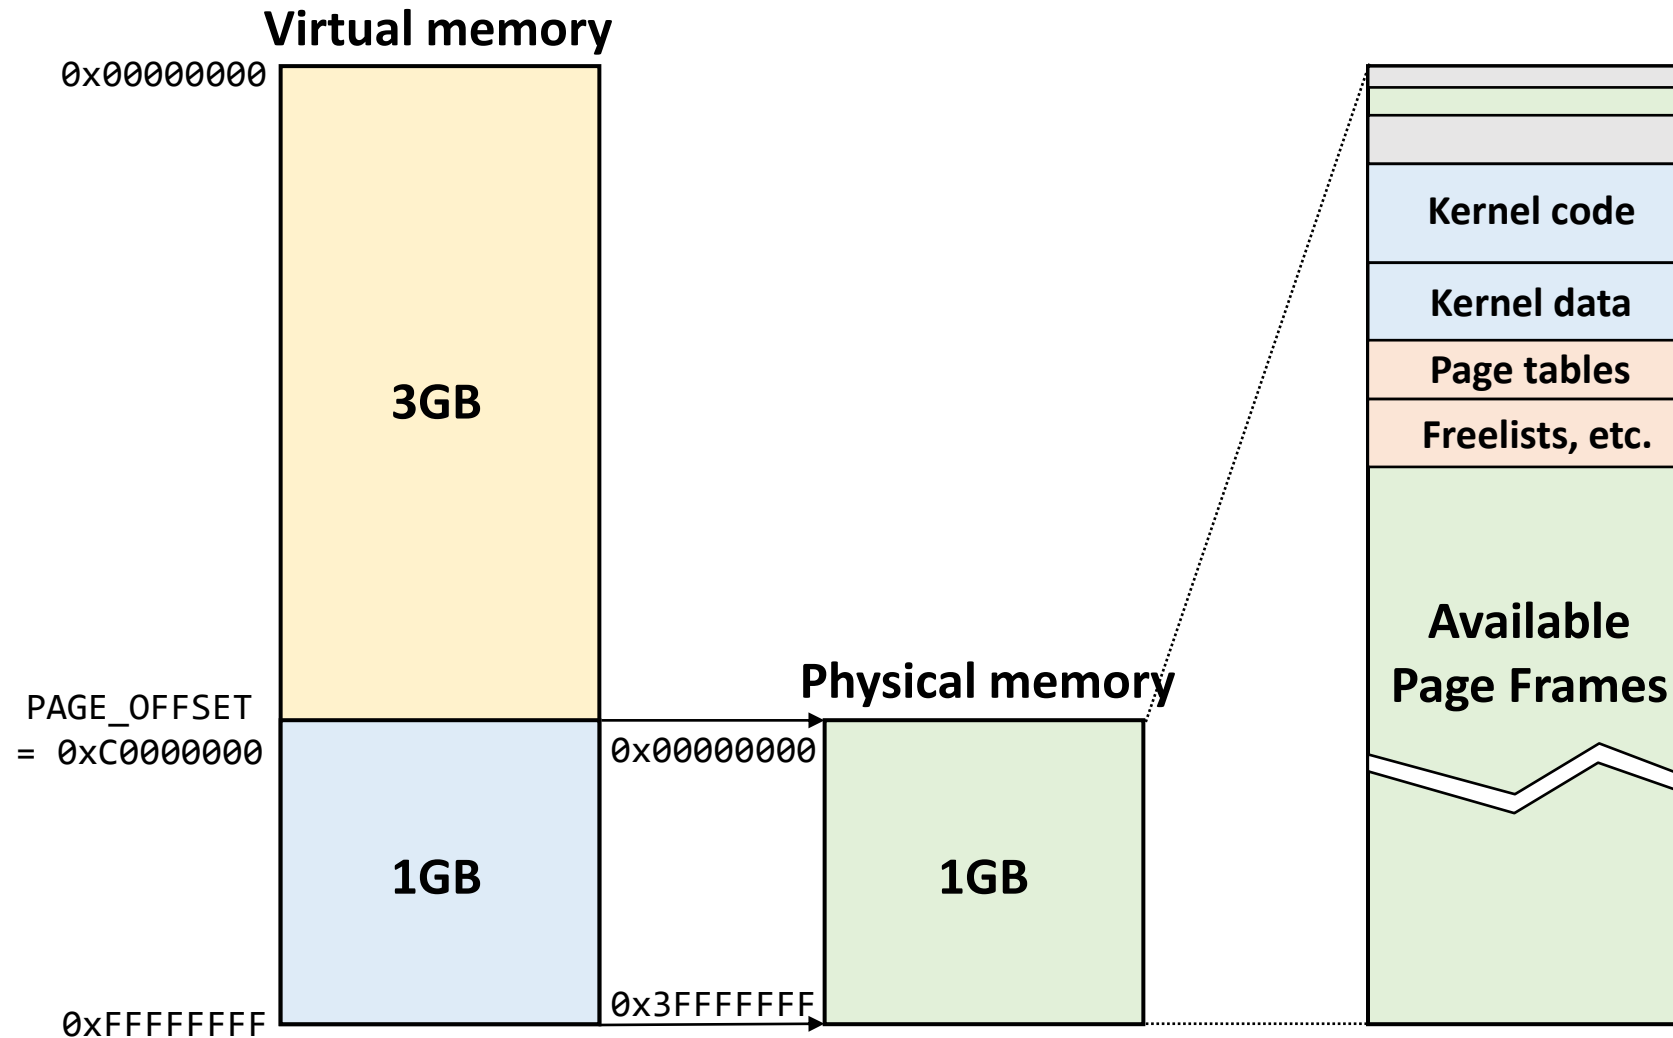 Virtual memory
0x00000000
3GB
PAGE_OFFSET
= 0xC0000000
1GB
0xFFFFFFFF
Physical memory
0x00000000
1GB
0x3FFFFFFF
Kernel code
Kernel data
Page tables
Freelists, etc.
Available
Page Frames